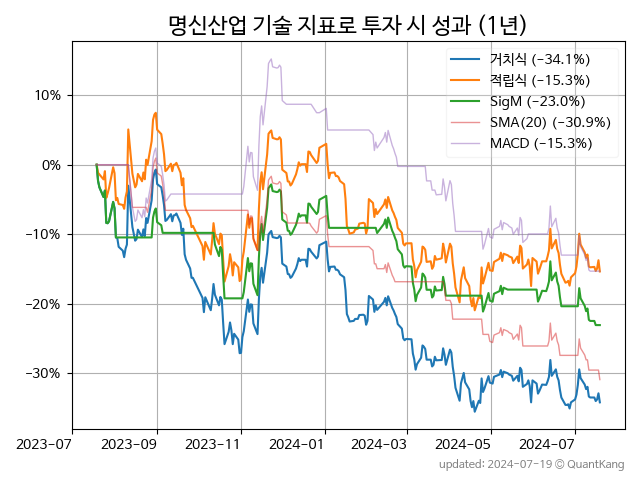 명신산업 기술 지표로 투자 시 성과 (1년)
거치식 (−34.1%)
적립식 (−15.3%)
SigM (−23.0%)
SMA(20) (−30.9%)
MACD (−15.3%)
10%
0%
−10%
−20%
−30%
2023-07
2023-09
2023-11
2024-01
2024-03
2024-05
2024-07
updated: 2024-07-19 © QuantKang